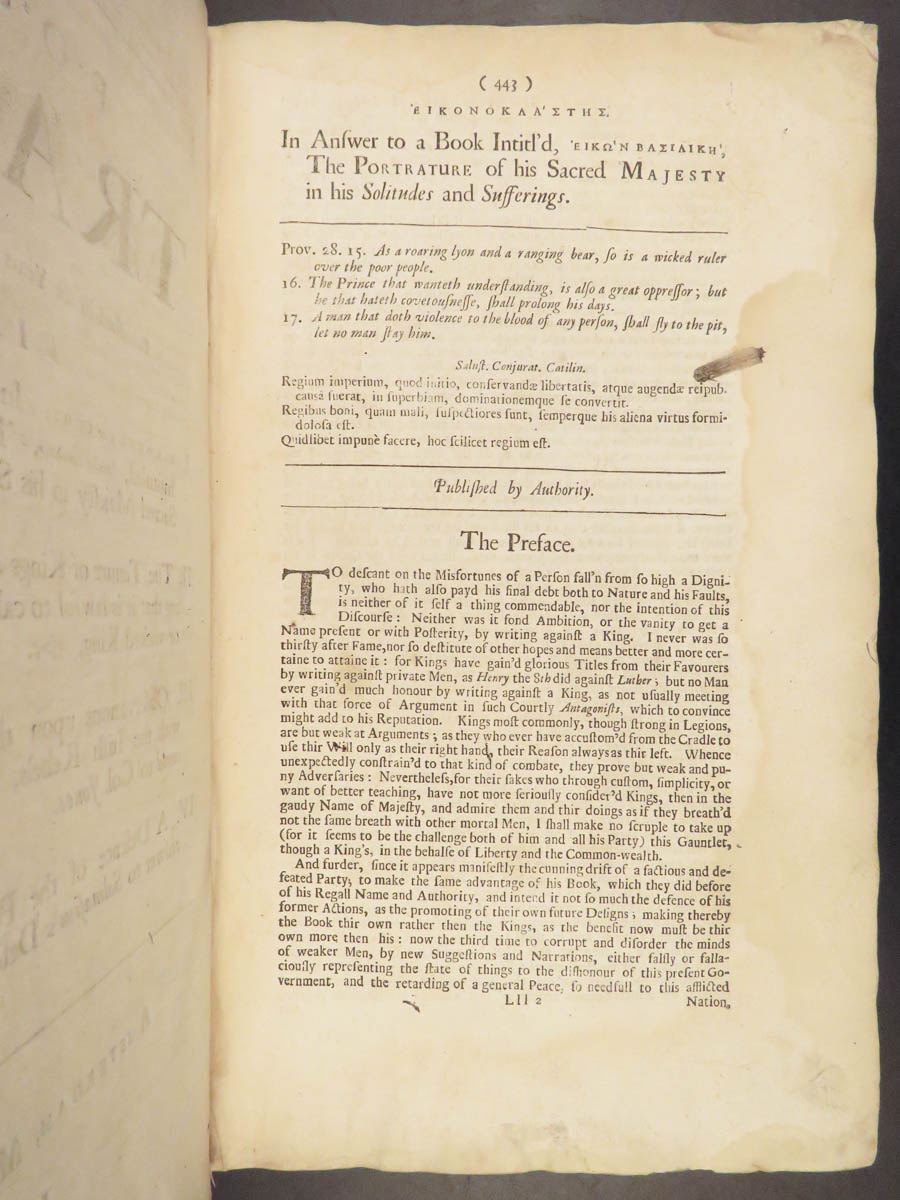 ( 443 )
ἘΙΚΟΝΟΚΛΆΣΤΗΣ.
In Anſwer to a Book Intitl'd, ἘΙΚΩ'Ν ΒΑΣΙΛΙΚΗ',
The PORTRATURE of his Sacred MAJESTY
in his Solitudes and Sufferings.
Prov. 28. 15. As a roaring lyon and a ranging bear, ſo is a wicked ruler
over the poor people.
16. The Prince that wanteth underſtanding, is alſo a great oppreſſor; but
he that hateth covetouſneſſe, ſhall prolong his days.
17. A man that doth violence to the blood of any perſon, ſhall fly to the pit,
let no man ſtay him.
Saluſt. Conjurat. Catilin.
Regium imperium, quod initio, conſervandæ libertatis, atque augendæ reipub.
cauſâ fuerat, in ſuperbiam, dominationemque ſe convertit.
Regibus boni, quam mali, ſuſpectiores ſunt, ſemperque his aliena virtus formi-
doloſa eſt.
Quidlibet impunè facere, hoc ſcilicet regium eſt.
Publiſhed by Authority.
The Preface.
TO deſcant on the Misfortunes of a Perſon fall'n from ſo high a Digni-
ty, who hath alſo payd his final debt both to Nature and his Faults,
is neither of it ſelf a thing commendable, nor the intention of this
Diſcourſe: Neither was it fond Ambition, or the vanity to get a
Name preſent or with Poſterity, by writing againſt a King. I never was ſo
thirſty after Fame, nor ſo deſtitute of other hopes and means better and more cer-
taine to attaine it: for Kings have gain'd glorious Titles from their Favourers
by writing againſt private Men, as Henry the 8th did againſt Luther; but no Man
ever gain'd much honour by writing againſt a King, as not uſually meeting
with that force of Argument in ſuch Courtly Antagoniſts, which to convince
might add to his Reputation. Kings moſt commonly, though ſtrong in Legions,
are but weak at Arguments; as they who ever have accuſtom'd from the Cradle to
uſe thir Will only as their right hand, their Reaſon always as thir left. Whence
unexpectedly conſtrain'd to that kind of combate, they prove but weak and pu-
ny Adverſaries: Nevertheleſs, for their ſakes who through cuſtom, ſimplicity, or
want of better teaching, have not more ſeriouſly conſider'd Kings, then in the
gaudy Name of Majeſty, and admire them and thir doings as if they breath'd
not the ſame breath with other mortal Men, I ſhall make no ſcruple to take up
(for it ſeems to be the challenge both of him and all his Party) this Gauntlet,
though a King's, in the behalfe of Liberty and the Common-wealth.
And furder, ſince it appears manifeſtly the cunning drift of a factious and de-
feated Party, to make the ſame advantage of his Book, which they did before
of his Regall Name and Authority, and intend it not ſo much the defence of his
former Actions, as the promoting of their own future Deſigns; making thereby
the Book thir own rather then the Kings, as the benefit now muſt be thir
own more then his: now the third time to corrupt and diſorder the minds
of weaker Men, by new Suggeſtions and Narrations, either falſly or falla-
ciouſly repreſenting the ſtate of things to the diſhonour of this preſent Go-
vernment, and the retarding of a general Peace, ſo needfull to this afflicted
Lll 2 Nation,